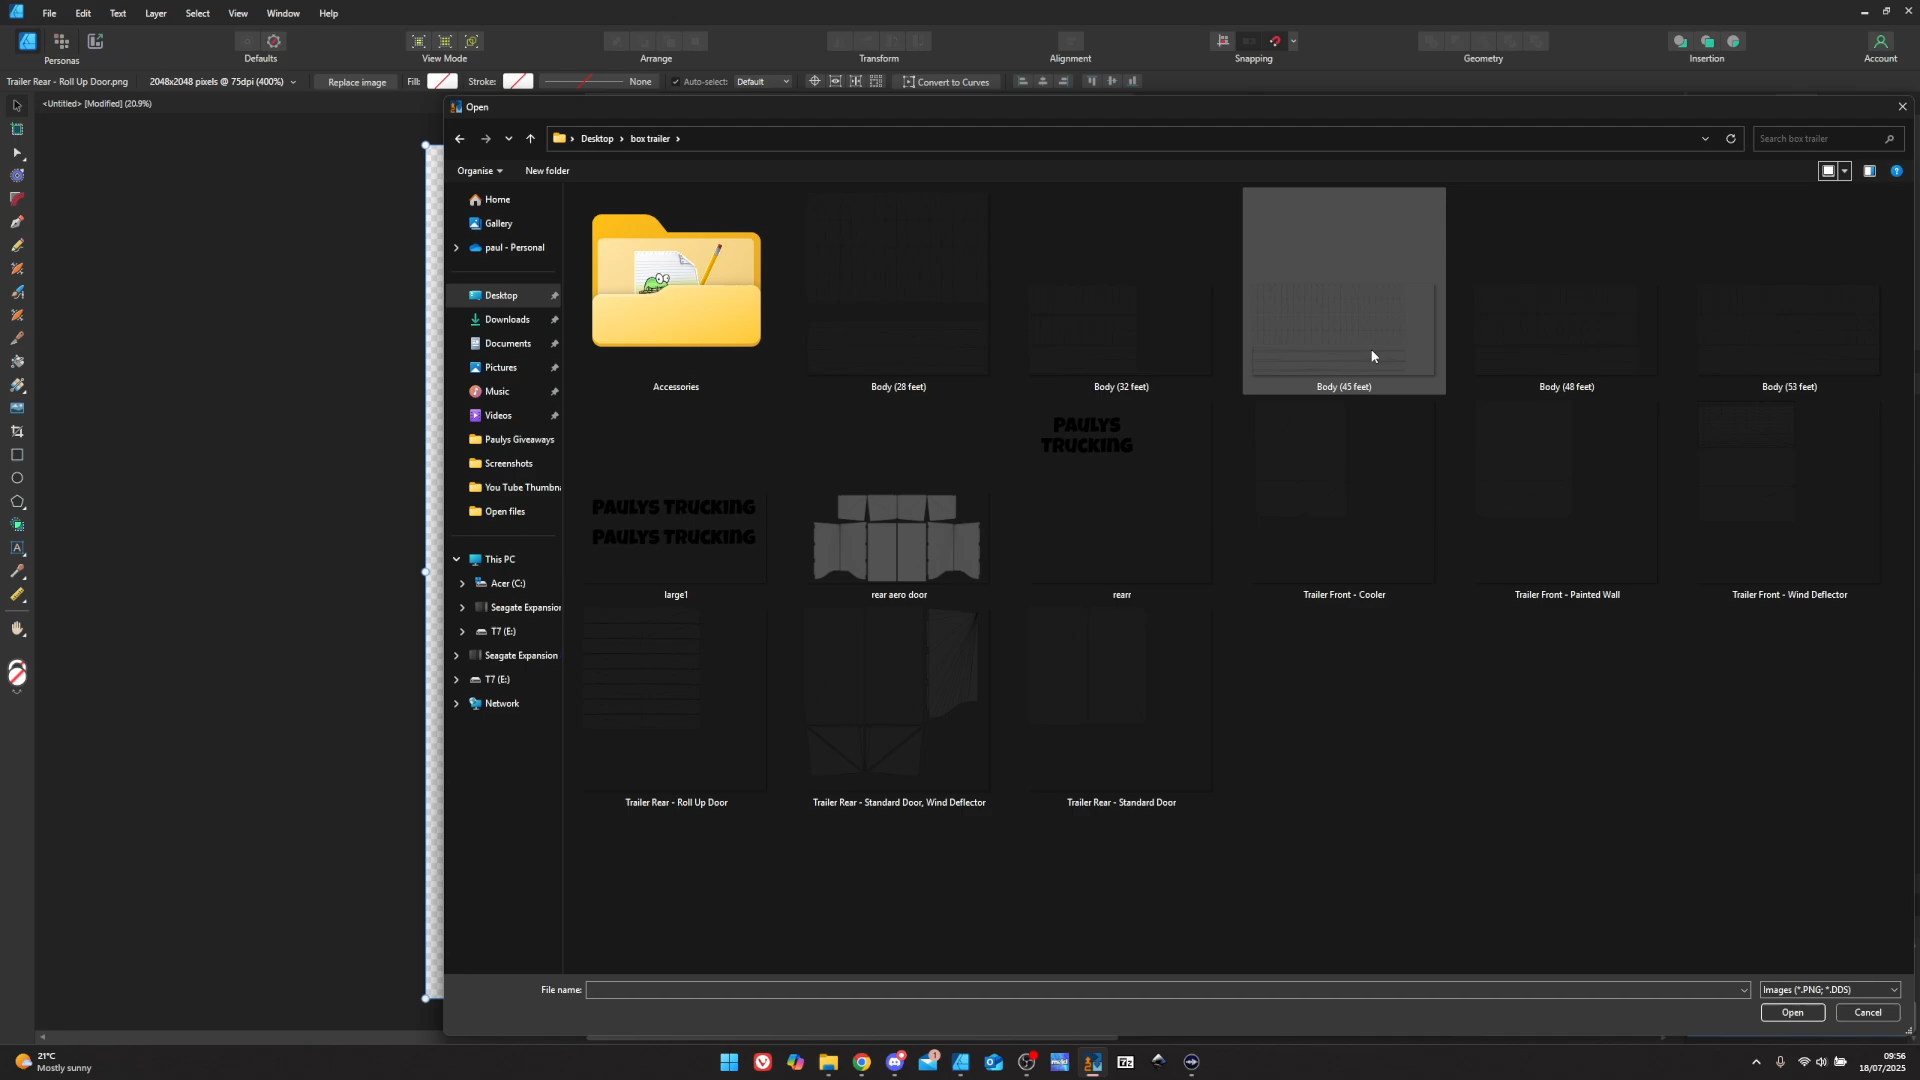 File Edit Text Layer Select View Window Help
Personas Defaults View Mode Arrange Transform Alignment Snapping Geometry Insertion Account
Trailer Rear - Roll Up Door.png 2048x2048 pixels @ 75dpi (400%) Replace image Fill: Stroke: None Auto-select: Default Convert to Curves
<Untitled> [Modified] (20.9%)
Open
Desktop box trailer Search box trailer
Organise New folder
Home
Gallery
paul - Personal
Desktop
Downloads
Documents
Pictures
Music
Videos
Paulys Giveaways
Screenshots
You Tube Thumbna
Open files
This PC
Acer (C:)
Seagate Expansion
T7 (E:)
Seagate Expansion
T7 (E:)
Network
Accessories Body (28 feet) Body (32 feet) Body (45 feet) Body (48 feet) Body (53 feet)
PAULYS
TRUCKING
PAULYS TRUCKING
PAULYS TRUCKING
large1 rear aero door rearr Trailer Front - Cooler Trailer Front - Painted Wall Trailer Front - Wind Deflector
Trailer Rear - Roll Up Door Trailer Rear - Standard Door, Wind Deflector Trailer Rear - Standard Door
File name: Images (*.PNG; *.DDS)
Open Cancel
21°C
Mostly sunny
1
7z
09:56
18/07/2025